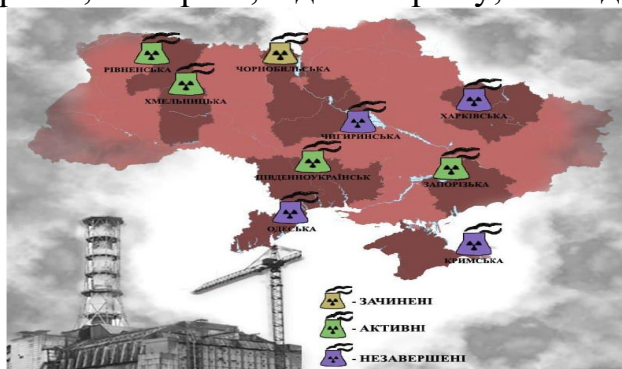 РІВНЕНСЬКА
ЧОРНОБИЛЬСЬКА
ХМЕЛЬНИЦЬКА
ХАРКІВСЬКА
ЧИГИРИНСЬКА
ПІВДЕННОУКРАЇНСЬК
ЗАПОРІЗЬКА
ОДЕСЬКА
КРИМСЬКА
- ЗАЧИНЕНІ
- АКТИВНІ
- НЕЗАВЕРШЕНІ